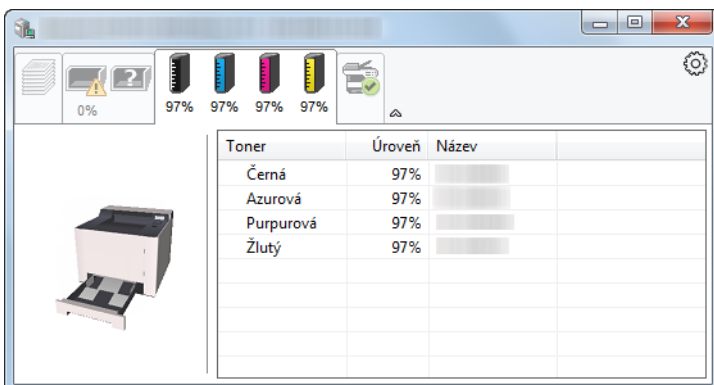 0%
97%
97%
97%
97%
Toner Úroveň Název
Černá 97%
Azurová 97%
Purpurová 97%
Žlutý 97%